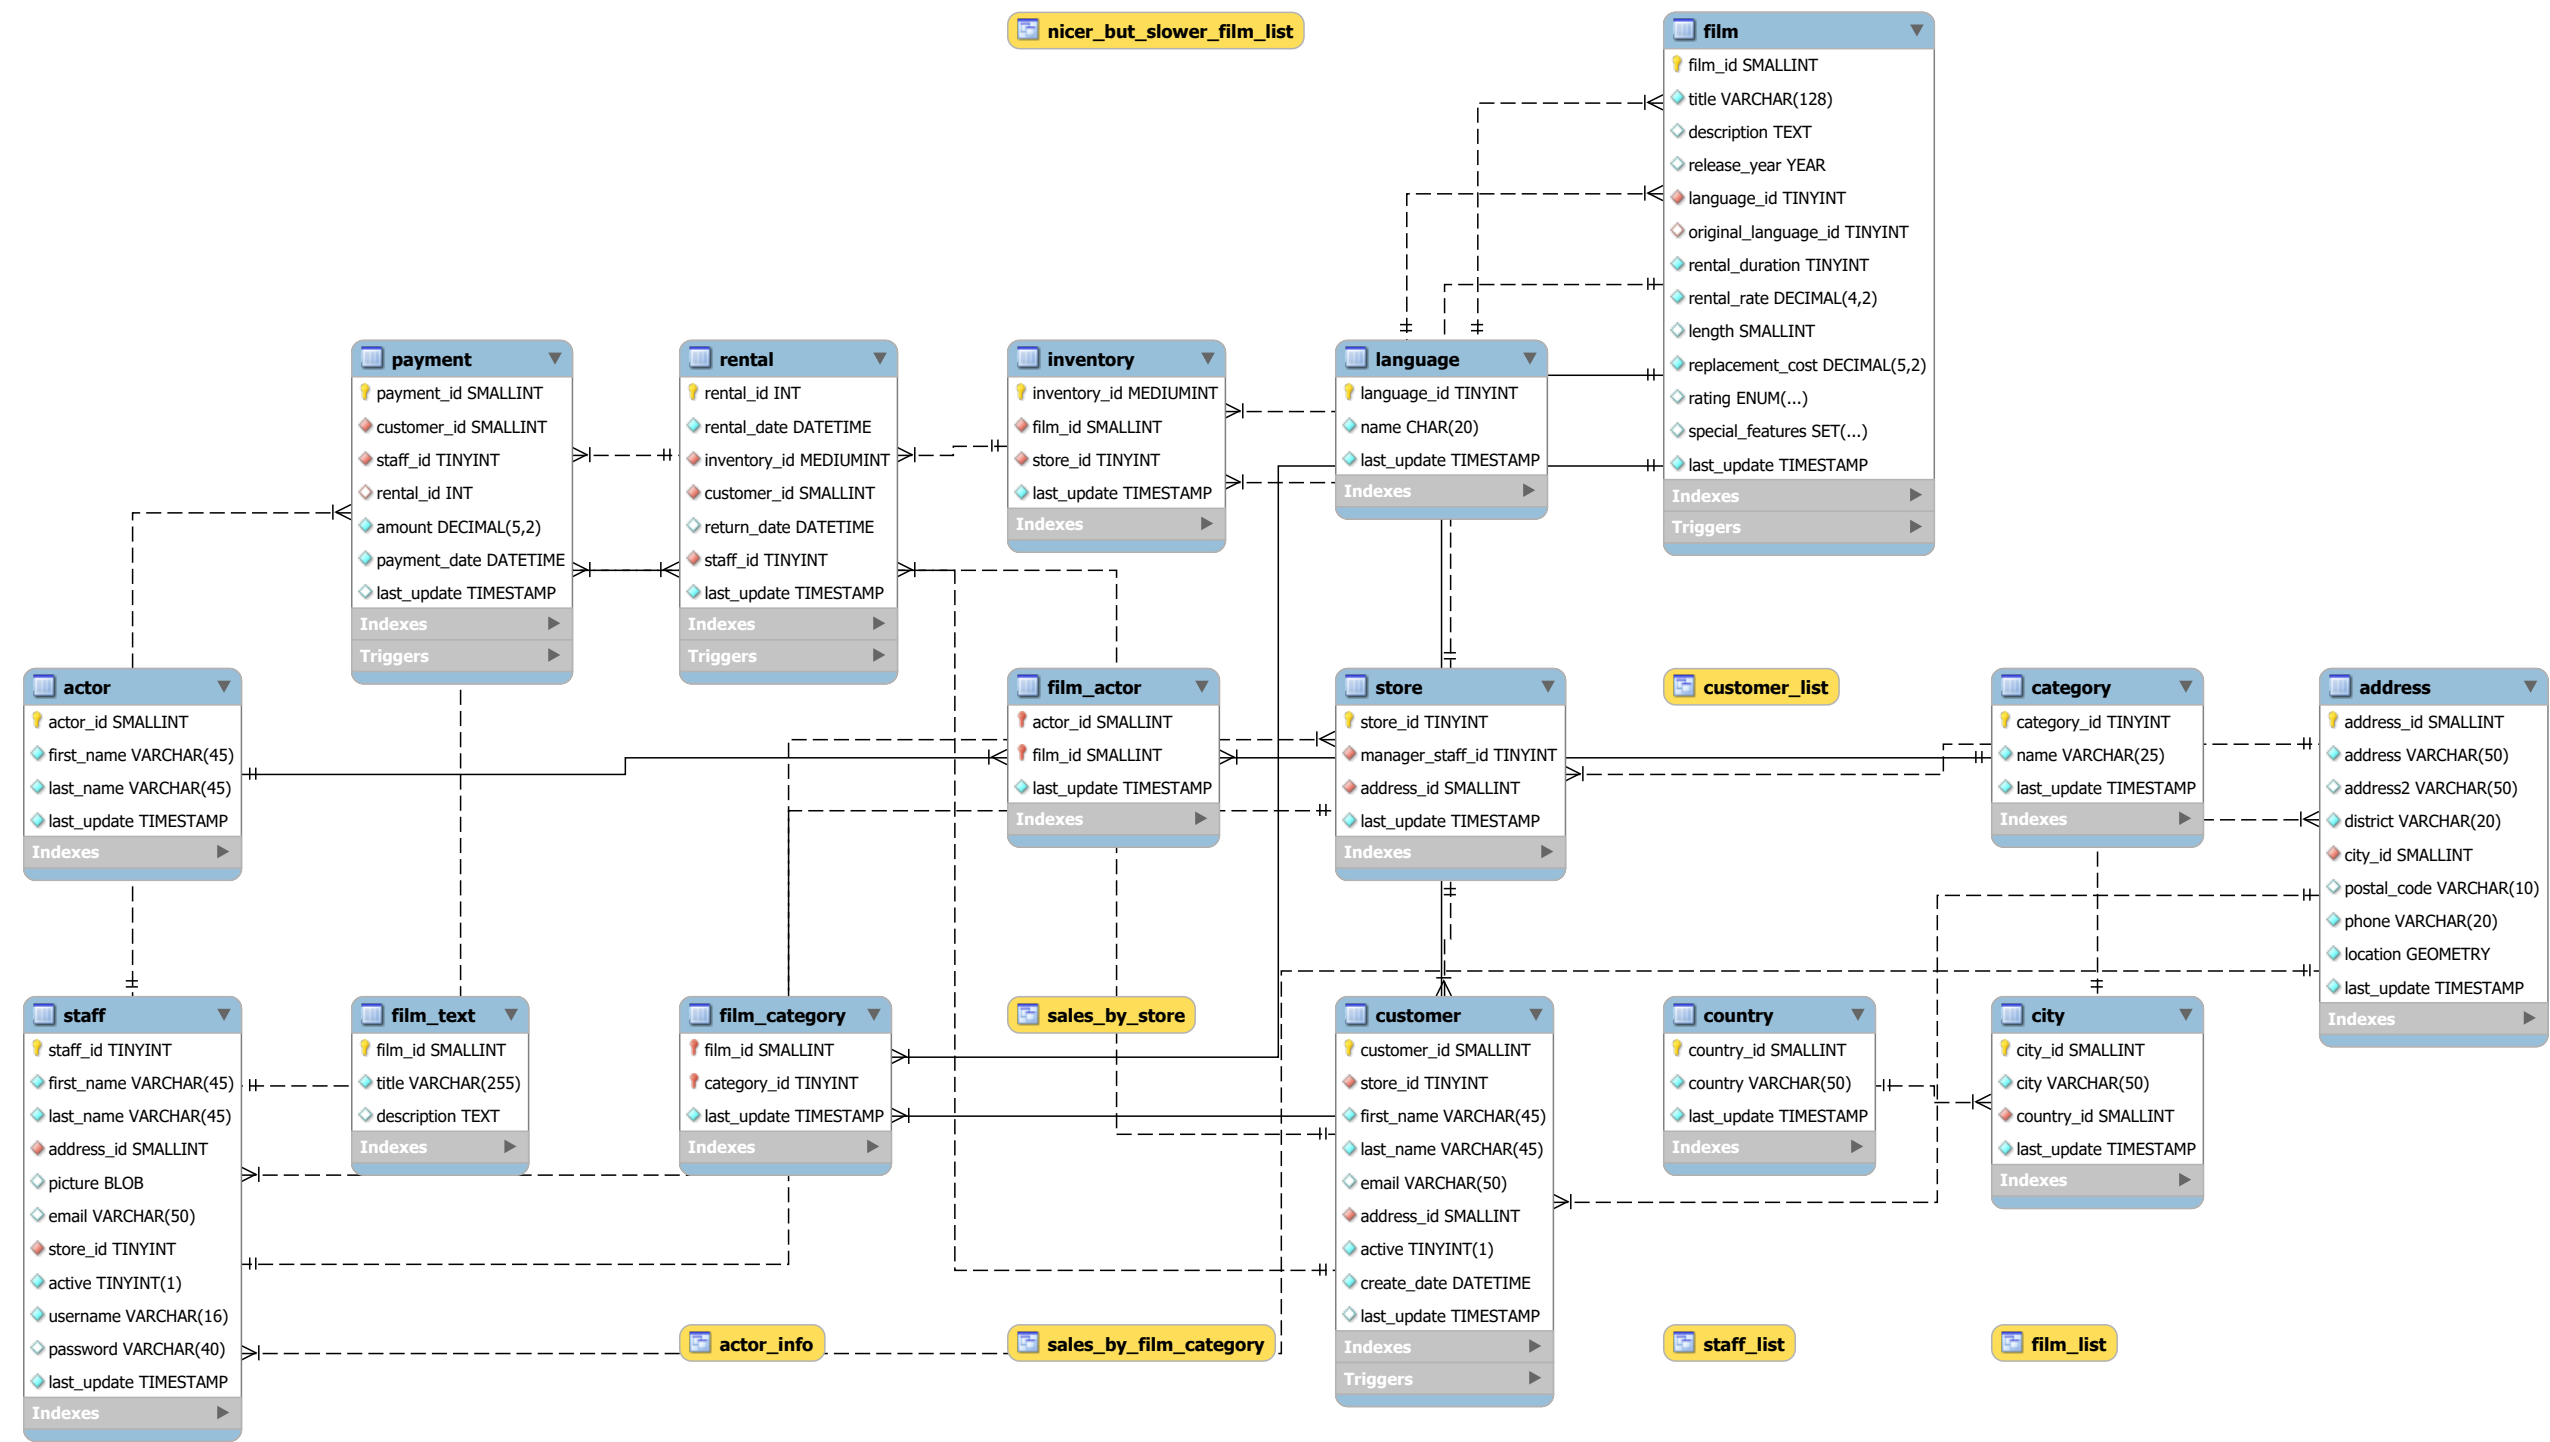 nicer_but_slower_film_list
film
film_id SMALLINT
title VARCHAR(128)
description TEXT
release_year YEAR
language_id TINYINT
original_language_id TINYINT
rental_duration TINYINT
rental_rate DECIMAL(4,2)
length SMALLINT
replacement_cost DECIMAL(5,2)
rating ENUM(...)
special_features SET(...)
last_update TIMESTAMP
Indexes
Triggers
payment
payment_id SMALLINT
customer_id SMALLINT
staff_id TINYINT
rental_id INT
amount DECIMAL(5,2)
payment_date DATETIME
last_update TIMESTAMP
Indexes
Triggers
rental
rental_id INT
rental_date DATETIME
inventory_id MEDIUMINT
customer_id SMALLINT
return_date DATETIME
staff_id TINYINT
last_update TIMESTAMP
Indexes
Triggers
inventory
inventory_id MEDIUMINT
film_id SMALLINT
store_id TINYINT
last_update TIMESTAMP
Indexes
language
language_id TINYINT
name CHAR(20)
last_update TIMESTAMP
Indexes
actor
actor_id SMALLINT
first_name VARCHAR(45)
last_name VARCHAR(45)
last_update TIMESTAMP
Indexes
film_actor
actor_id SMALLINT
film_id SMALLINT
last_update TIMESTAMP
Indexes
store
store_id TINYINT
manager_staff_id TINYINT
address_id SMALLINT
last_update TIMESTAMP
Indexes
customer_list
category
category_id TINYINT
name VARCHAR(25)
last_update TIMESTAMP
Indexes
address
address_id SMALLINT
address VARCHAR(50)
address2 VARCHAR(50)
district VARCHAR(20)
city_id SMALLINT
postal_code VARCHAR(10)
phone VARCHAR(20)
location GEOMETRY
last_update TIMESTAMP
Indexes
staff
staff_id TINYINT
first_name VARCHAR(45)
last_name VARCHAR(45)
address_id SMALLINT
picture BLOB
email VARCHAR(50)
store_id TINYINT
active TINYINT(1)
username VARCHAR(16)
password VARCHAR(40)
last_update TIMESTAMP
Indexes
film_text
film_id SMALLINT
title VARCHAR(255)
description TEXT
Indexes
film_category
film_id SMALLINT
category_id TINYINT
last_update TIMESTAMP
Indexes
sales_by_store
customer
customer_id SMALLINT
store_id TINYINT
first_name VARCHAR(45)
last_name VARCHAR(45)
email VARCHAR(50)
address_id SMALLINT
active TINYINT(1)
create_date DATETIME
last_update TIMESTAMP
Indexes
Triggers
country
country_id SMALLINT
country VARCHAR(50)
last_update TIMESTAMP
Indexes
city
city_id SMALLINT
city VARCHAR(50)
country_id SMALLINT
last_update TIMESTAMP
Indexes
actor_info
sales_by_film_category
staff_list
film_list